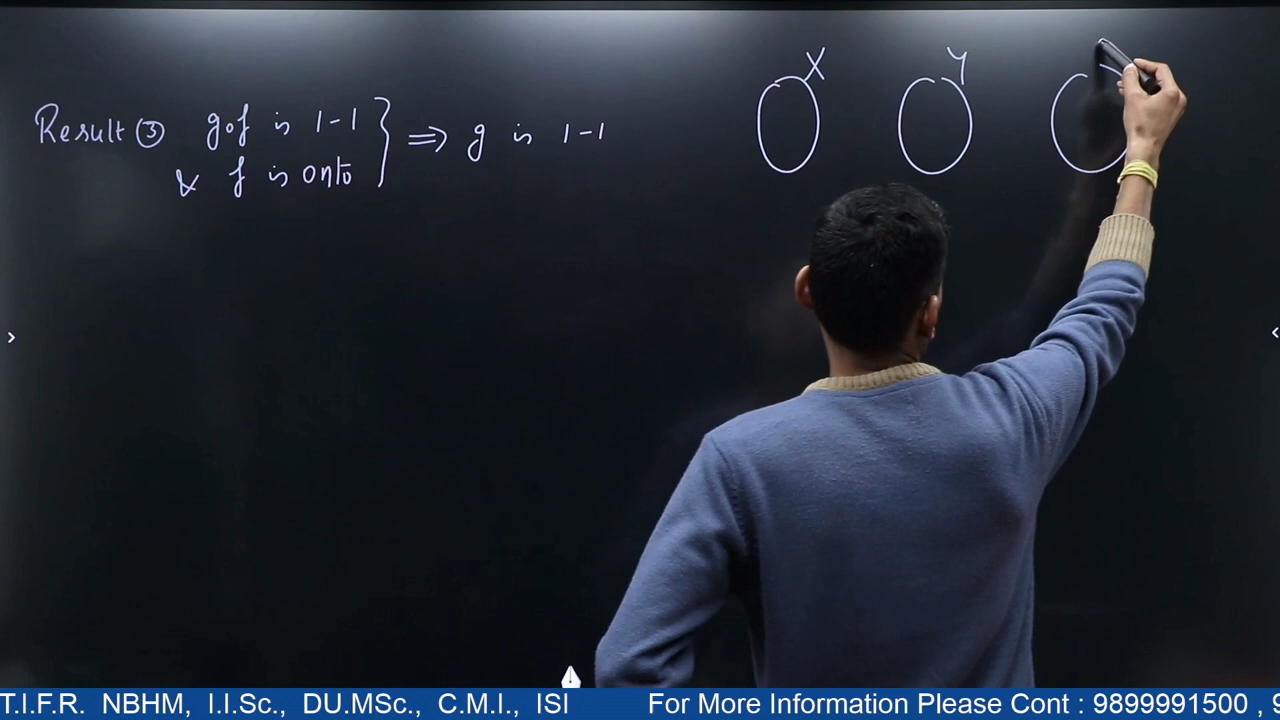 Result ③ gof is 1-1 } ⇒ g is 1-1
& f is onto
X Y
T.I.F.R. NBHM, I.I.Sc., DU.MSc., C.M.I., ISI For More Information Please Cont : 9899991500 , 9